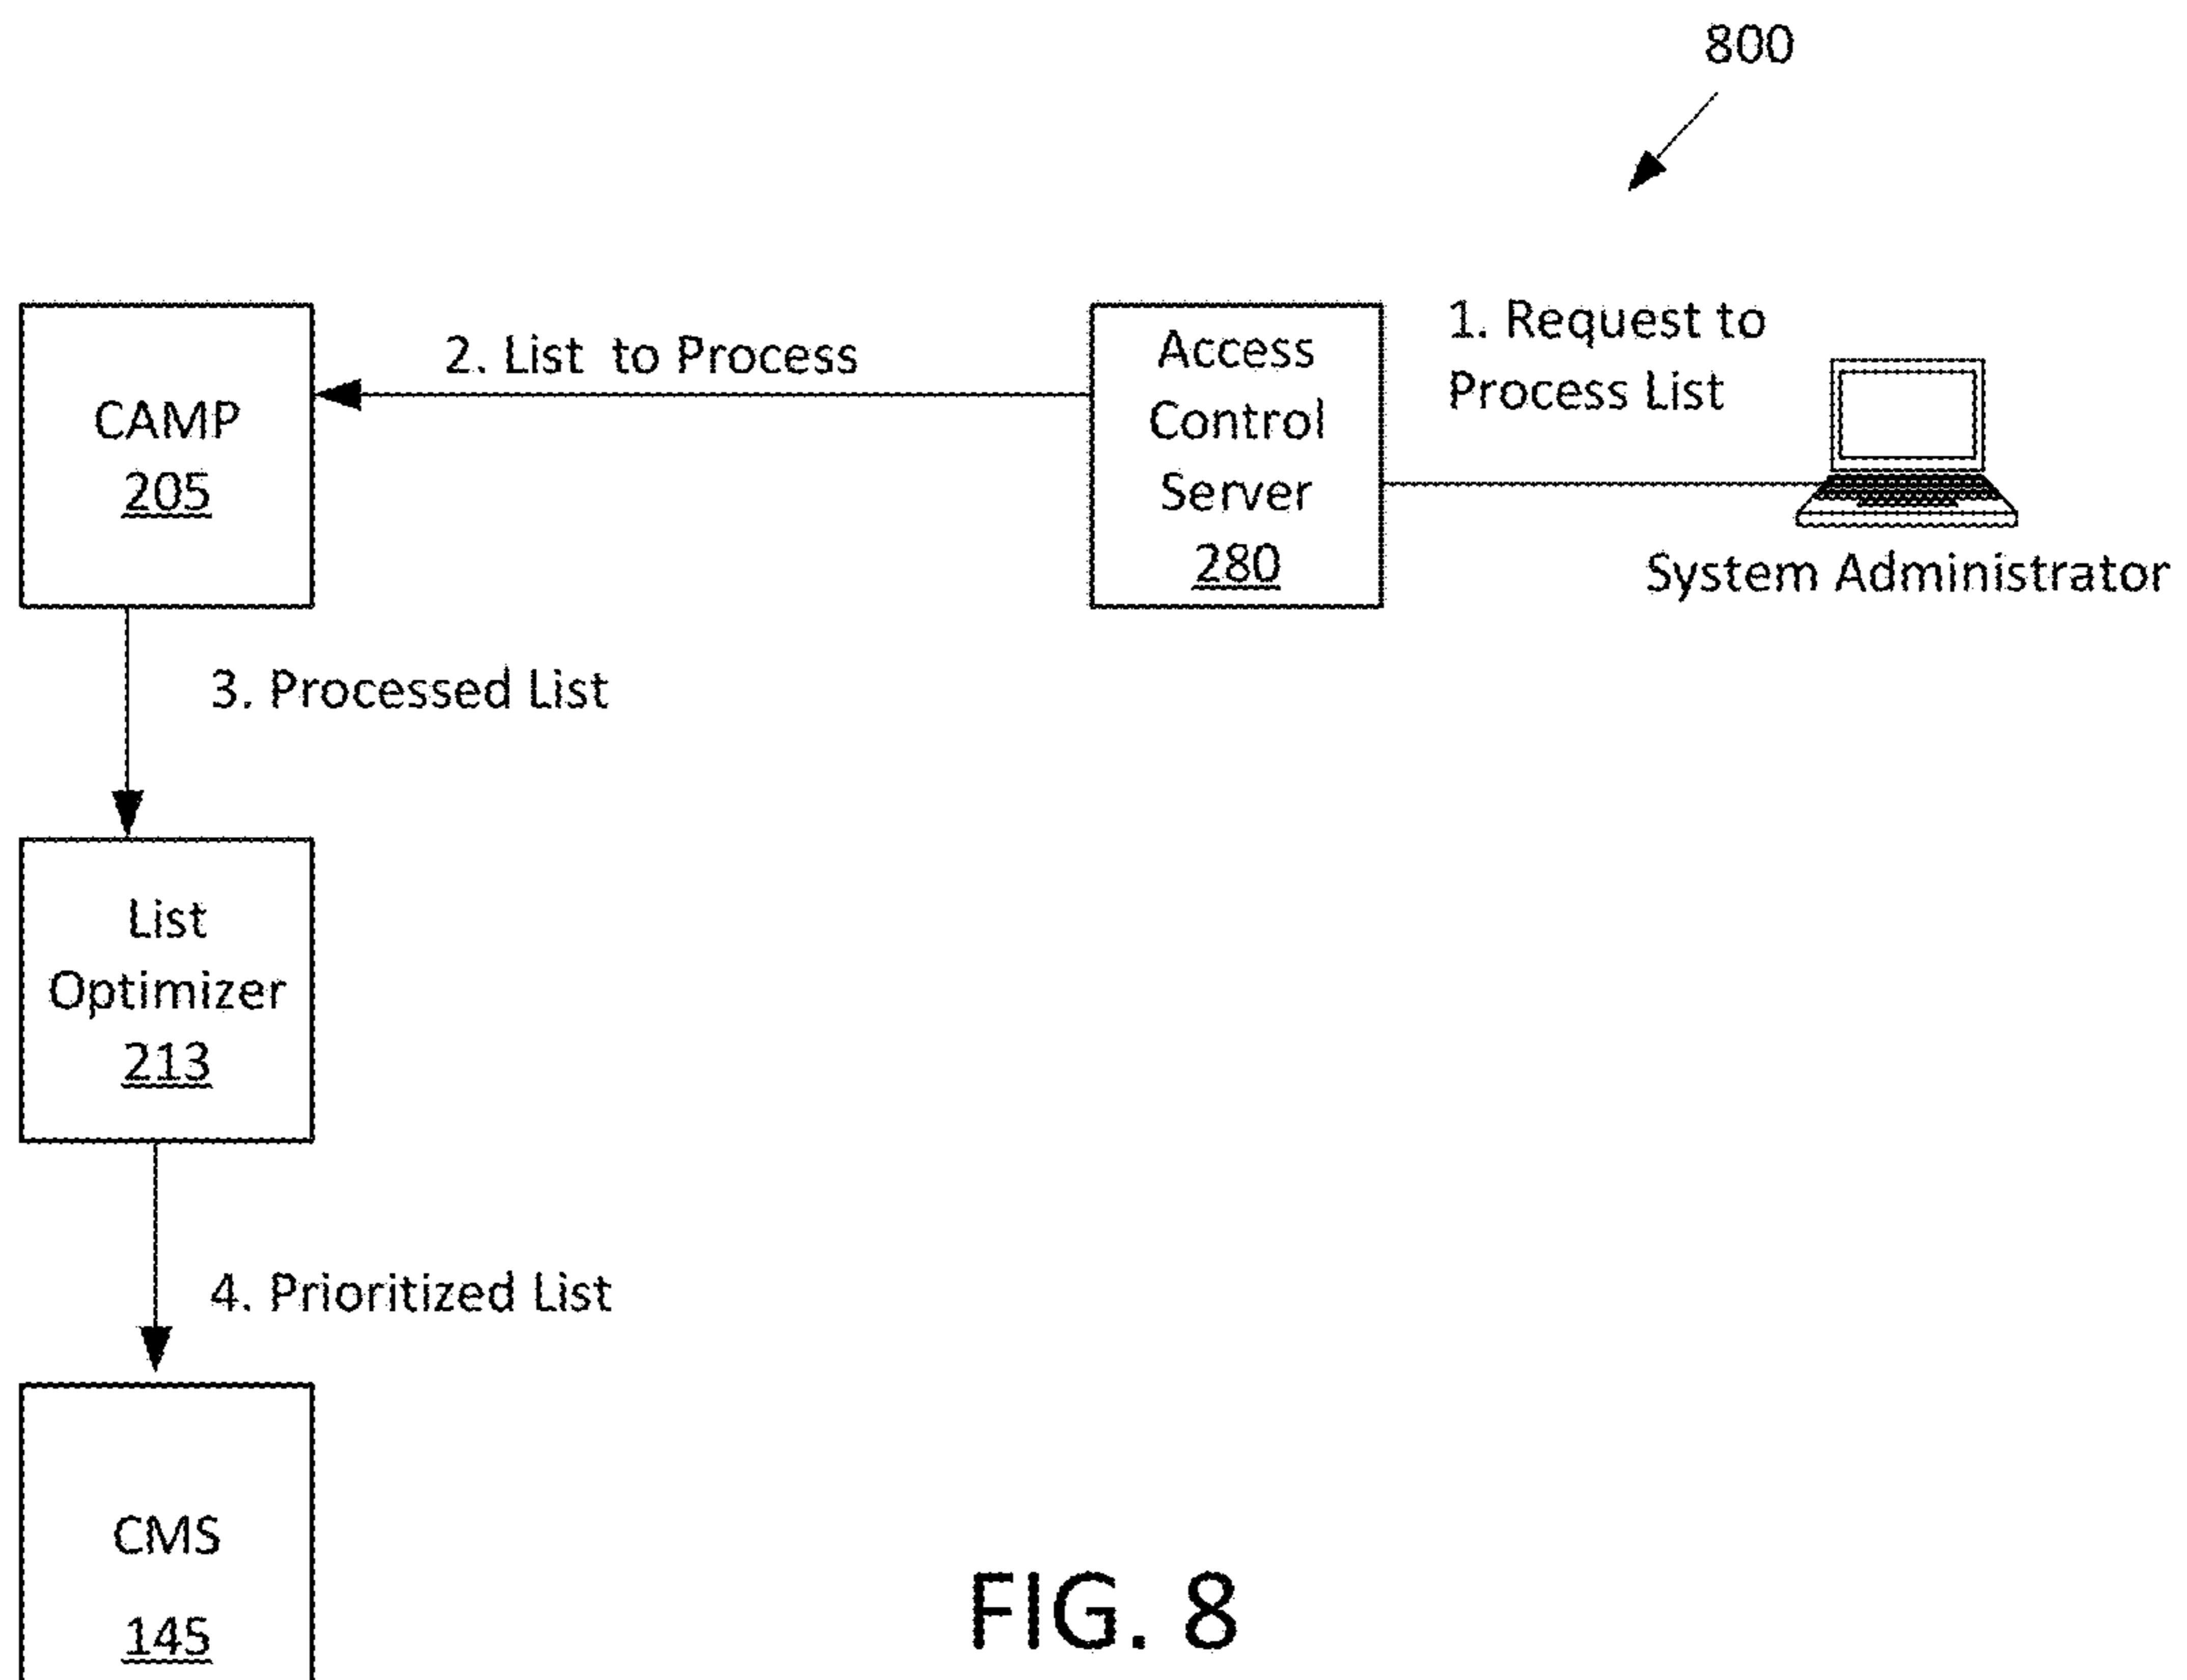 800
CAMP
205
2. List to Process
Access
Control
Server
280
1. Request to
Process List
System Administrator
3. Processed List
List
Optimizer
213
4. Prioritized List
CMS
145
FIG. 8